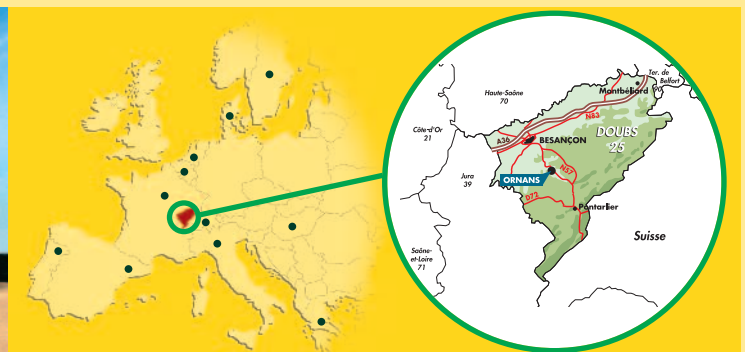 Ter. de
Belfort
90
Haute-Saône
70
Montbéliard
N83
Côte-d'Or
21
A36
BESANÇON
DOUBS
25
Jura
39
ORNANS
N57
D72
Pontarlier
Saône-
et-Loire
71
Suisse